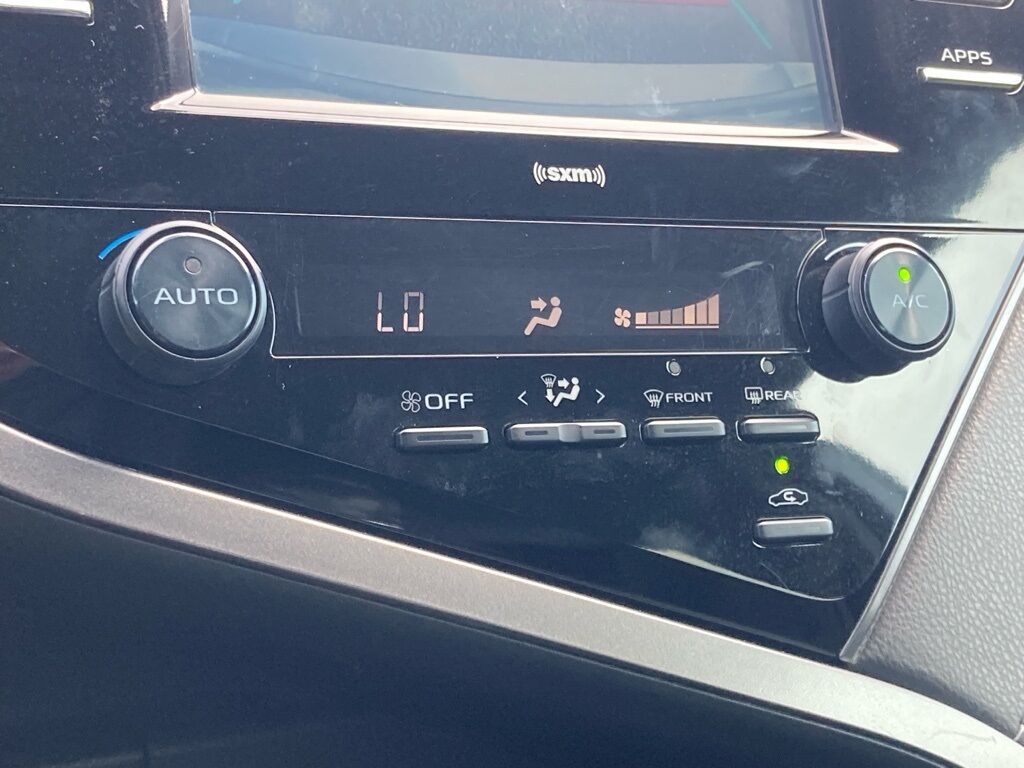 APPS
sxm
AUTO
LO
A/C
OFF
FRONT
REAR